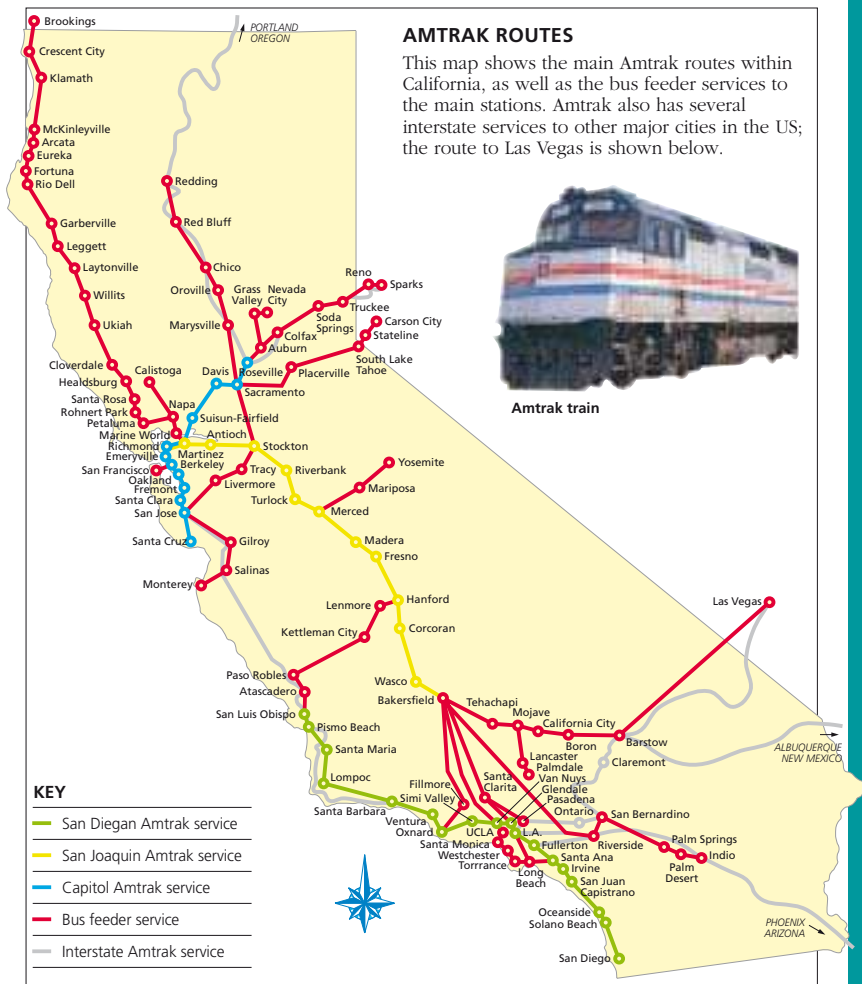 Brookings
PORTLAND
OREGON
AMTRAK ROUTES
This map shows the main Amtrak routes within
California, as well as the bus feeder services to
the main stations. Amtrak also has several
interstate services to other major cities in the US;
the route to Las Vegas is shown below.
Crescent City
Klamath
McKinleyville
Arcata
Eureka
Fortuna
Rio Dell
Redding
Garberville
Red Bluff
Leggett
Laytonville
Chico
Willits
Oroville
Grass
Valley
Nevada
City
Reno
Sparks
Ukiah
Marysville
Soda
Springs
Truckee
Carson City
Colfax
Stateline
Auburn
South Lake
Tahoe
Cloverdale
Calistoga
Davis
Roseville
Placerville
Healdsburg
Sacramento
Santa Rosa
Napa
Rohnert Park
Suisun-Fairfield
Petaluma
Antioch
Marine World
Richmond
Martinez
Stockton
Emeryville
Berkeley
San Francisco
Tracy
Riverbank
Yosemite
Oakland
Livermore
Fremont
Mariposa
Santa Clara
Turlock
San Jose
Merced
Santa Cruz
Gilroy
Madera
Fresno
Salinas
Monterey
Amtrak train
Lenmore
Hanford
Las Vegas
Kettleman City
Corcoran
Paso Robles
Wasco
Atascadero
Bakersfield
Tehachapi
San Luis Obispo
Mojave
Pismo Beach
California City
Santa Maria
Boron
Barstow
ALBUQUERQUE
NEW MEXICO
Lancaster
Claremont
Palmdale
Lompoc
Fillmore
Santa
Clarita
Van Nuys
Glendale
Simi Valley
Pasadena
Santa Barbara
Ontario
Ventura
San Bernardino
Oxnard
UCLA
L.A.
Santa Monica
Fullerton
Riverside
Palm Springs
Westchester
Santa Ana
Indio
Torrrance
Irvine
Palm
Desert
Long
Beach
San Juan
Capistrano
Oceanside
Solano Beach
PHOENIX
ARIZONA
San Diego
KEY
San Diegan Amtrak service
San Joaquin Amtrak service
Capitol Amtrak service
Bus feeder service
Interstate Amtrak service